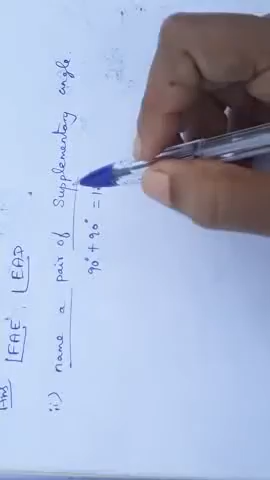 Ans ∠FAE, ∠EAD
ii) name a pair of Supplementary angle.
90° + 90° = 1